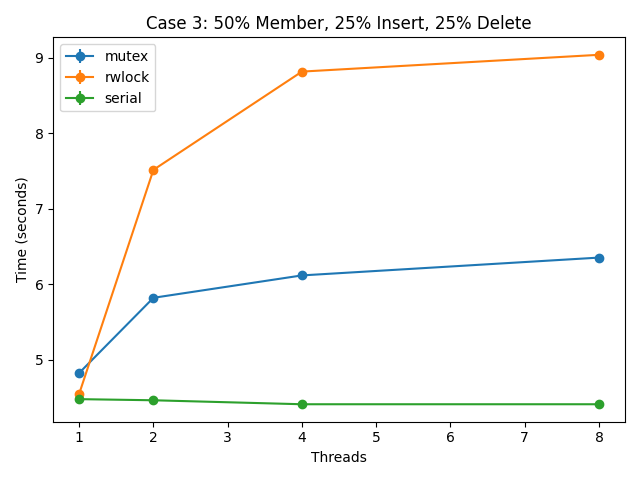 Case 3: 50% Member, 25% Insert, 25% Delete
mutex
rwlock
serial
Time (seconds)
9
8
7
6
5
1 2 3 4 5 6 7 8
Threads